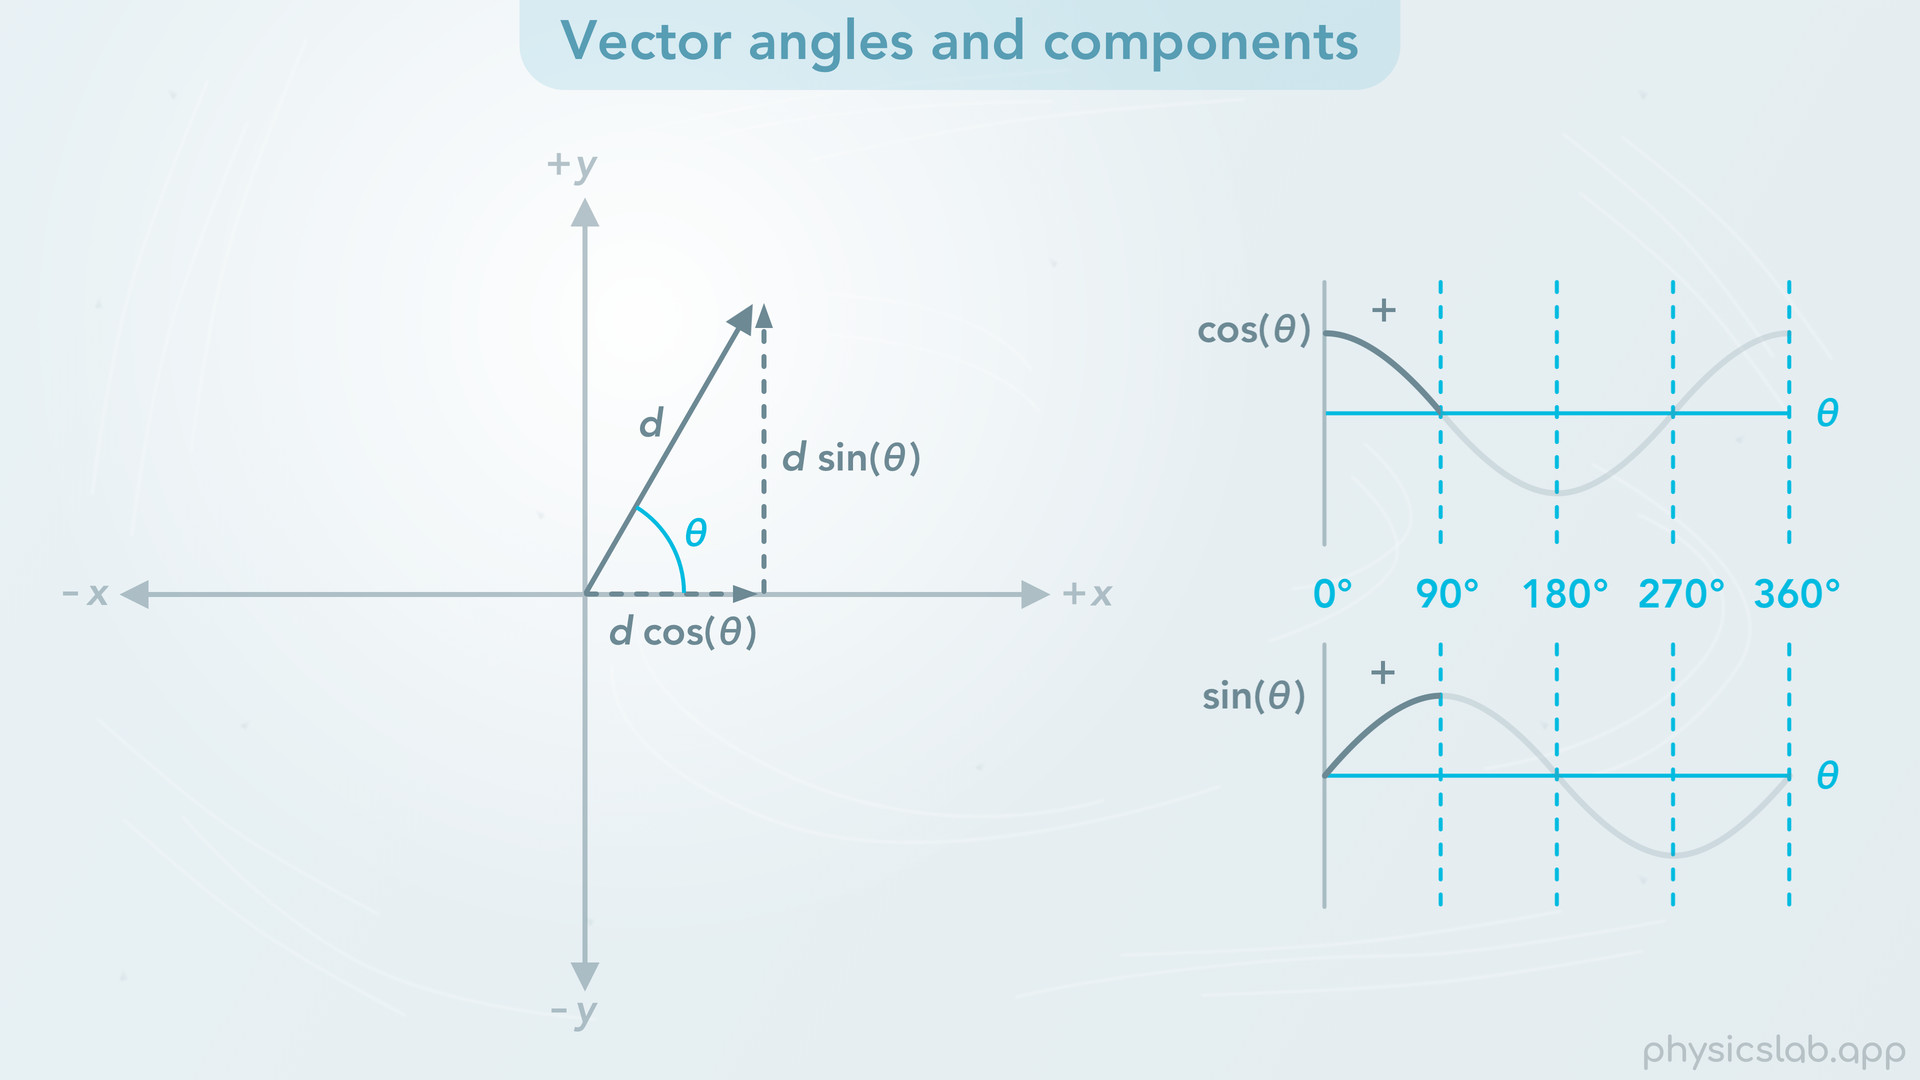 Vector angles and components
+y
d
d sin(θ)
θ
-x
+x
d cos(θ)
-y
cos(θ)
+
θ
0° 90° 180° 270° 360°
sin(θ)
+
θ
physicslab.app